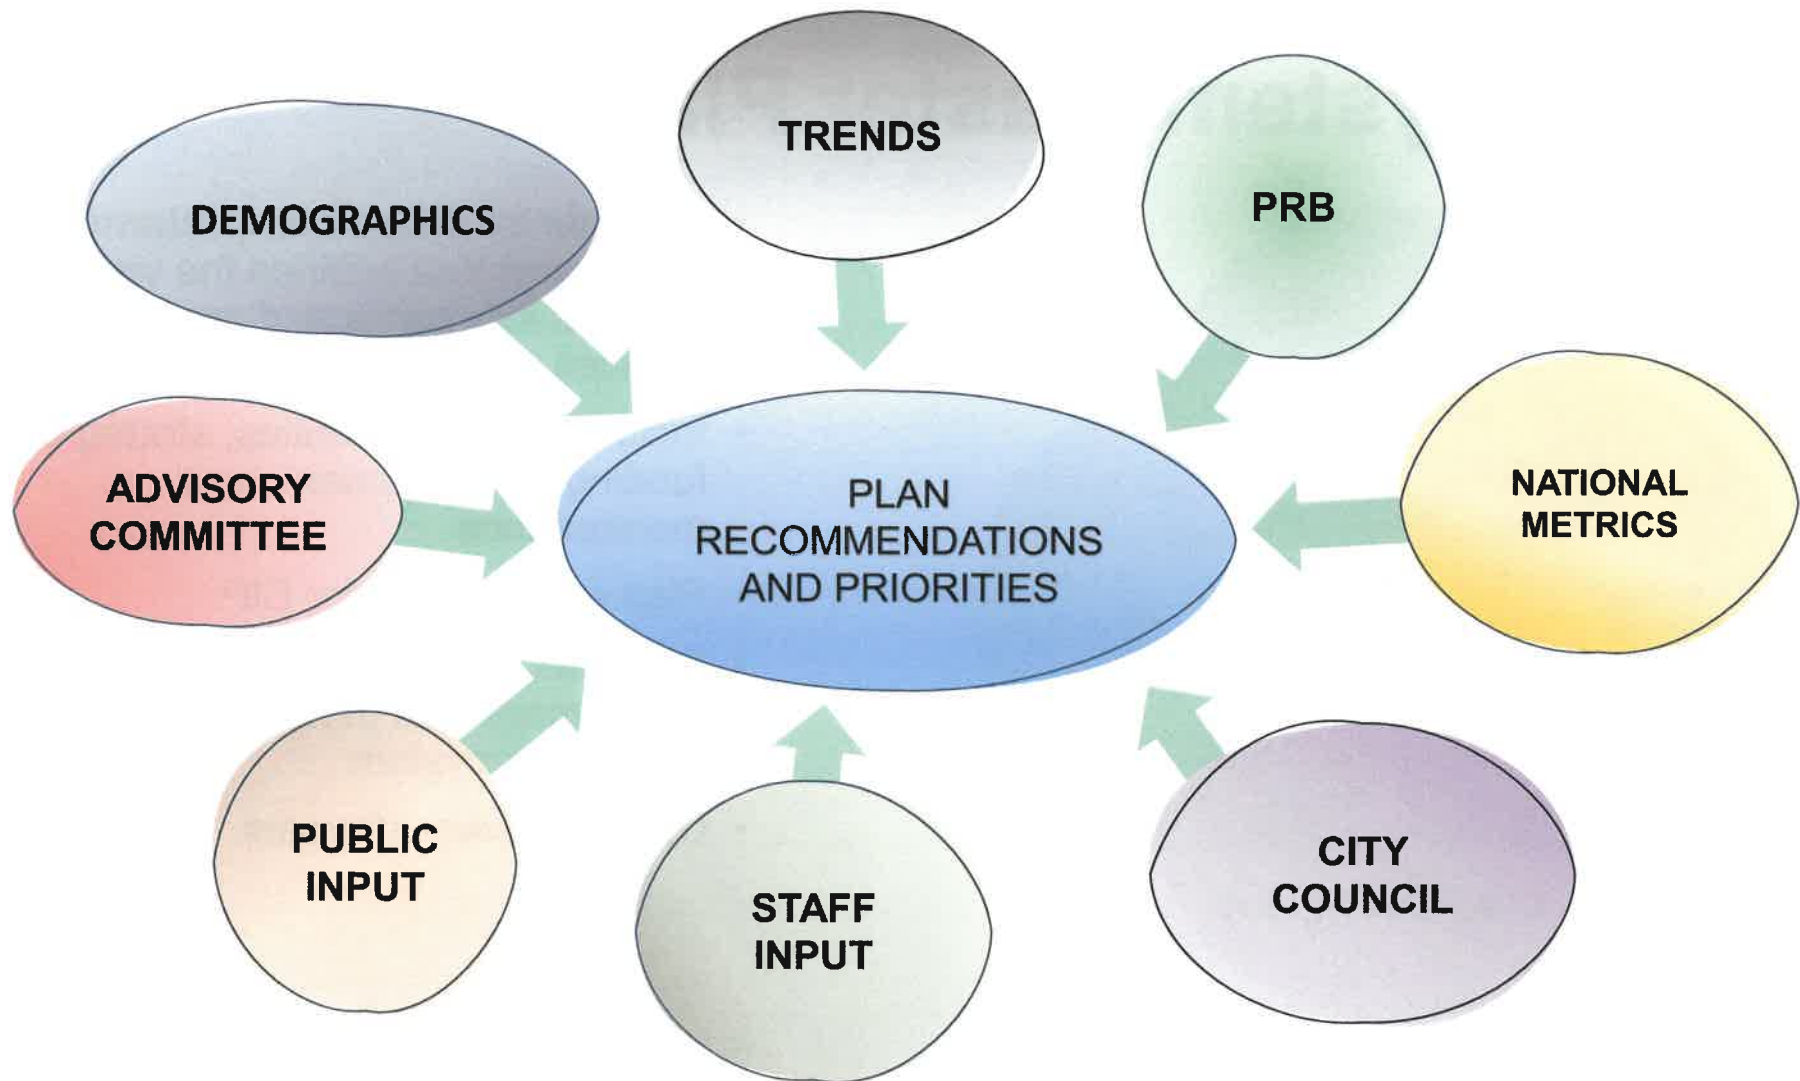 TRENDS
PRB
DEMOGRAPHICS
NATIONAL
METRICS
ADVISORY
COMMITTEE
PLAN
RECOMMENDATIONS
AND PRIORITIES
PUBLIC
INPUT
STAFF
INPUT
CITY
COUNCIL